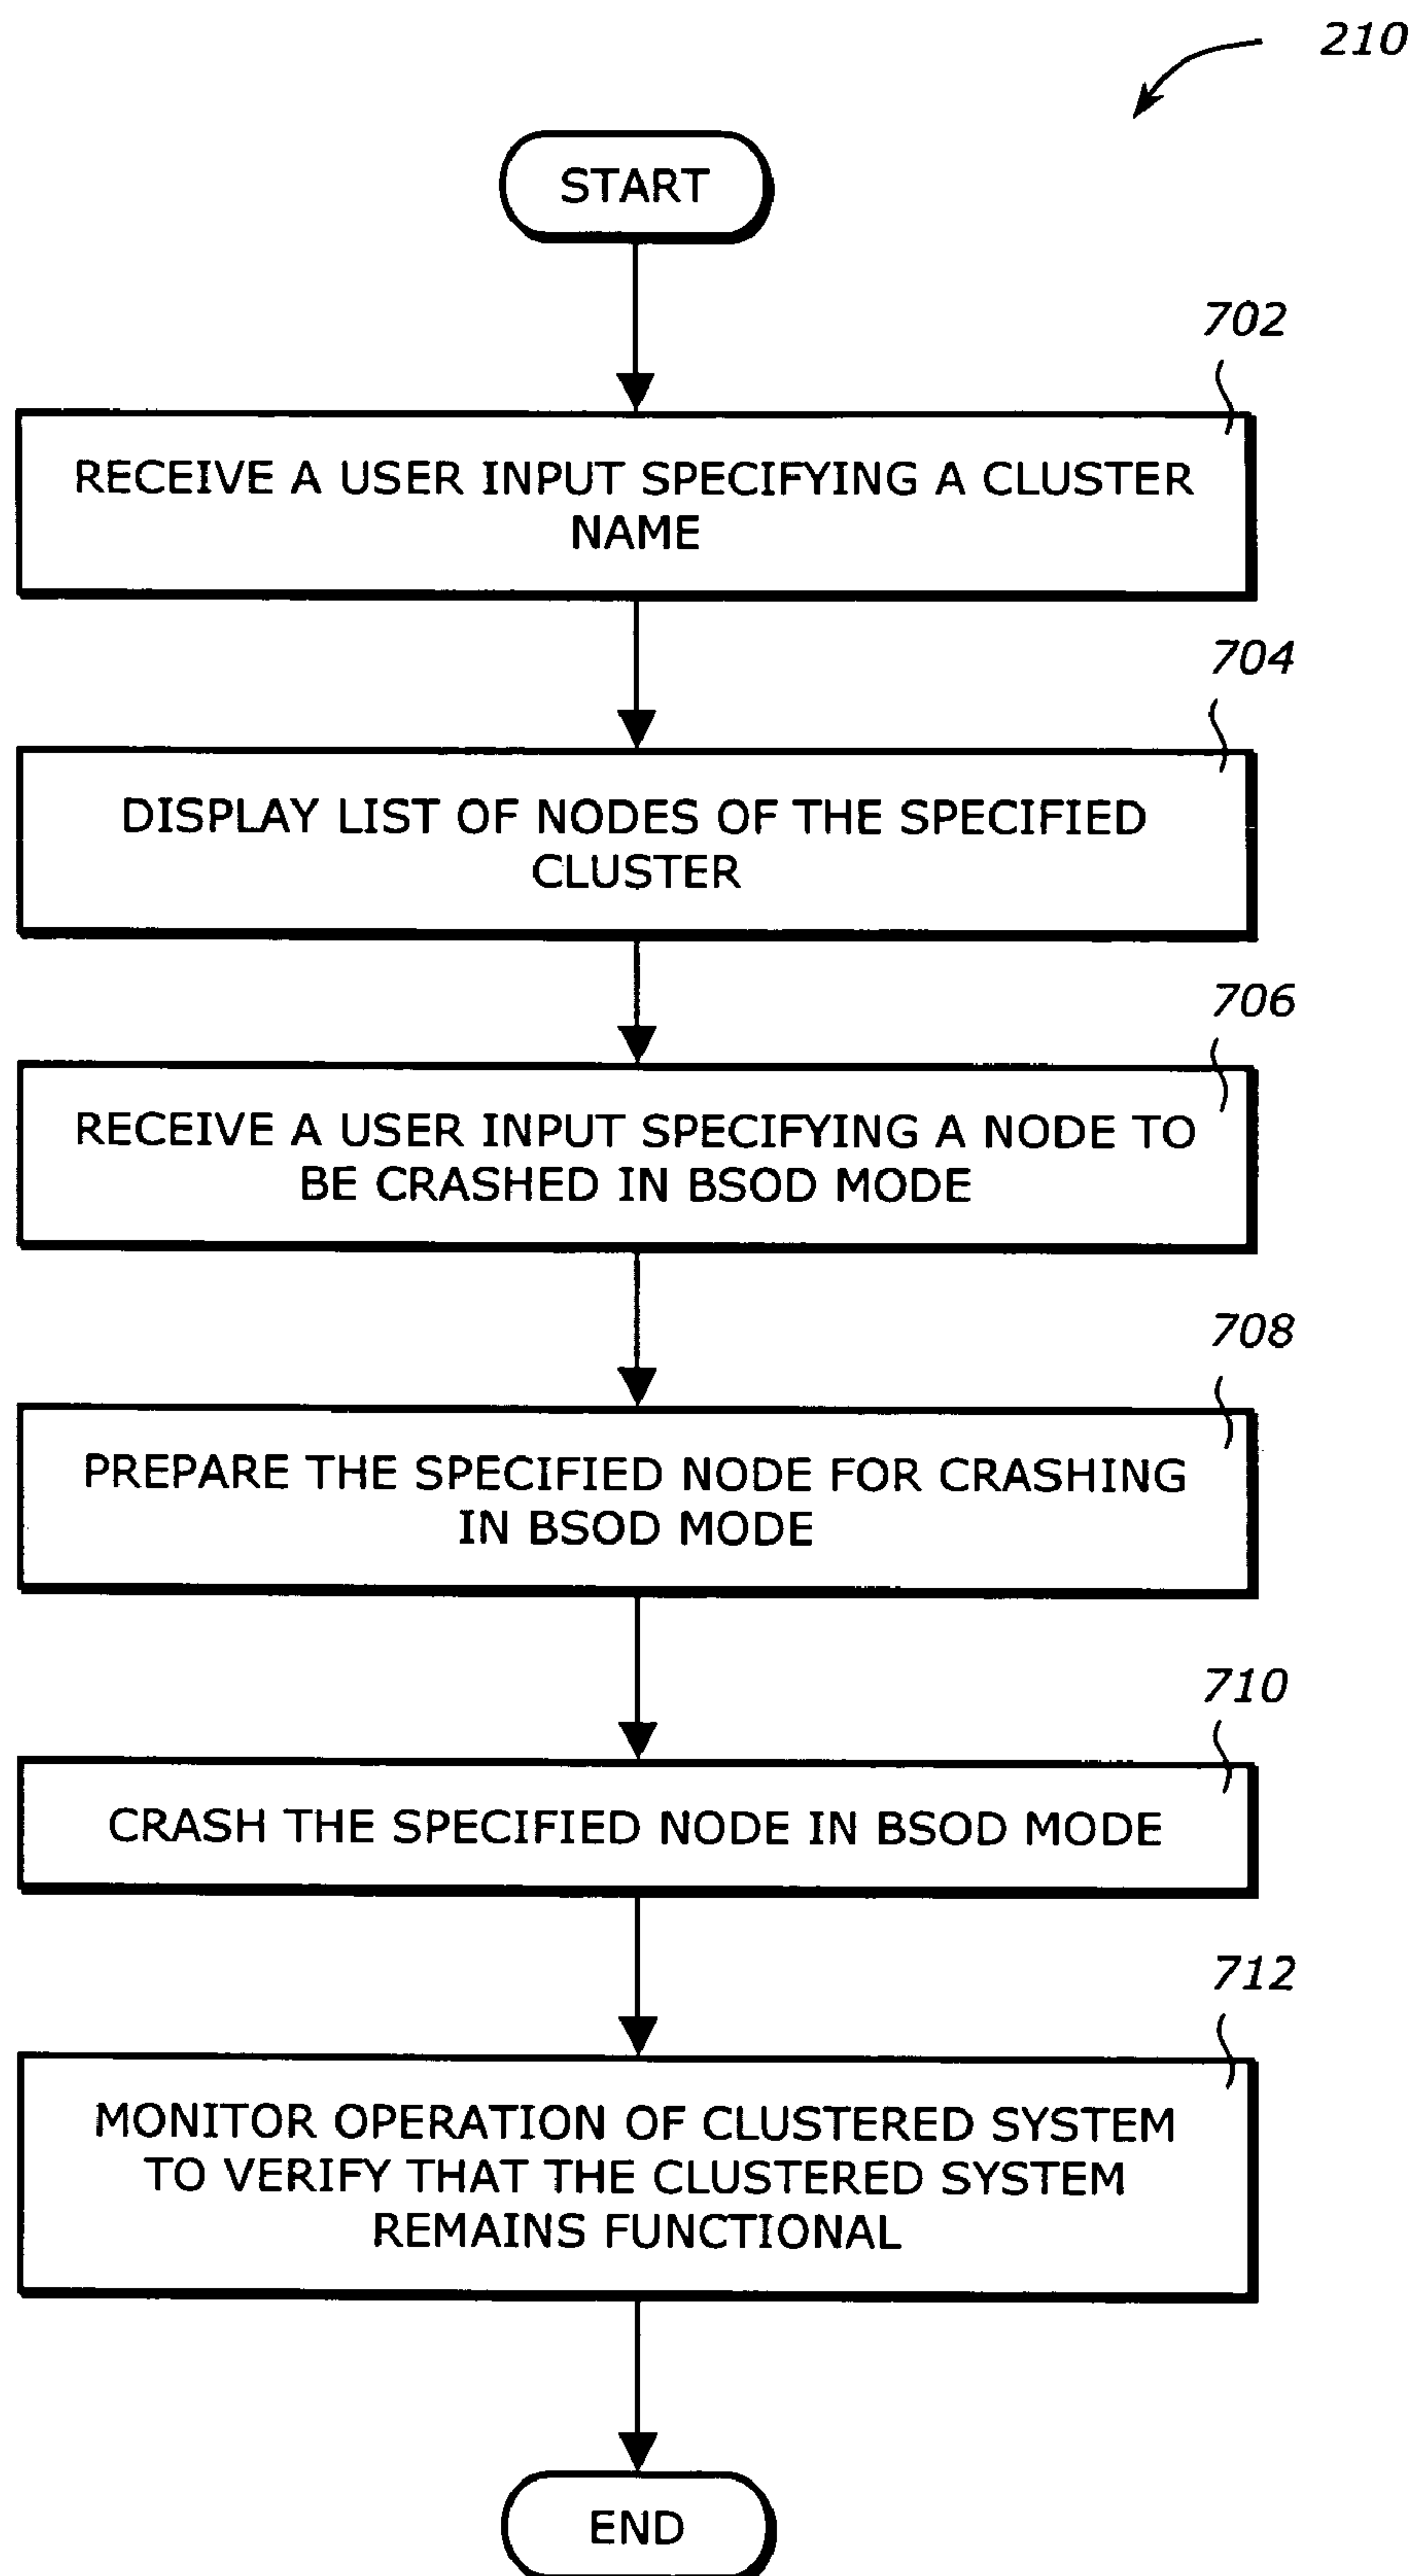 210
START
702
RECEIVE A USER INPUT SPECIFYING A CLUSTER
NAME
704
DISPLAY LIST OF NODES OF THE SPECIFIED
CLUSTER
706
RECEIVE A USER INPUT SPECIFYING A NODE TO
BE CRASHED IN BSOD MODE
708
PREPARE THE SPECIFIED NODE FOR CRASHING
IN BSOD MODE
710
CRASH THE SPECIFIED NODE IN BSOD MODE
712
MONITOR OPERATION OF CLUSTERED SYSTEM
TO VERIFY THAT THE CLUSTERED SYSTEM
REMAINS FUNCTIONAL
END